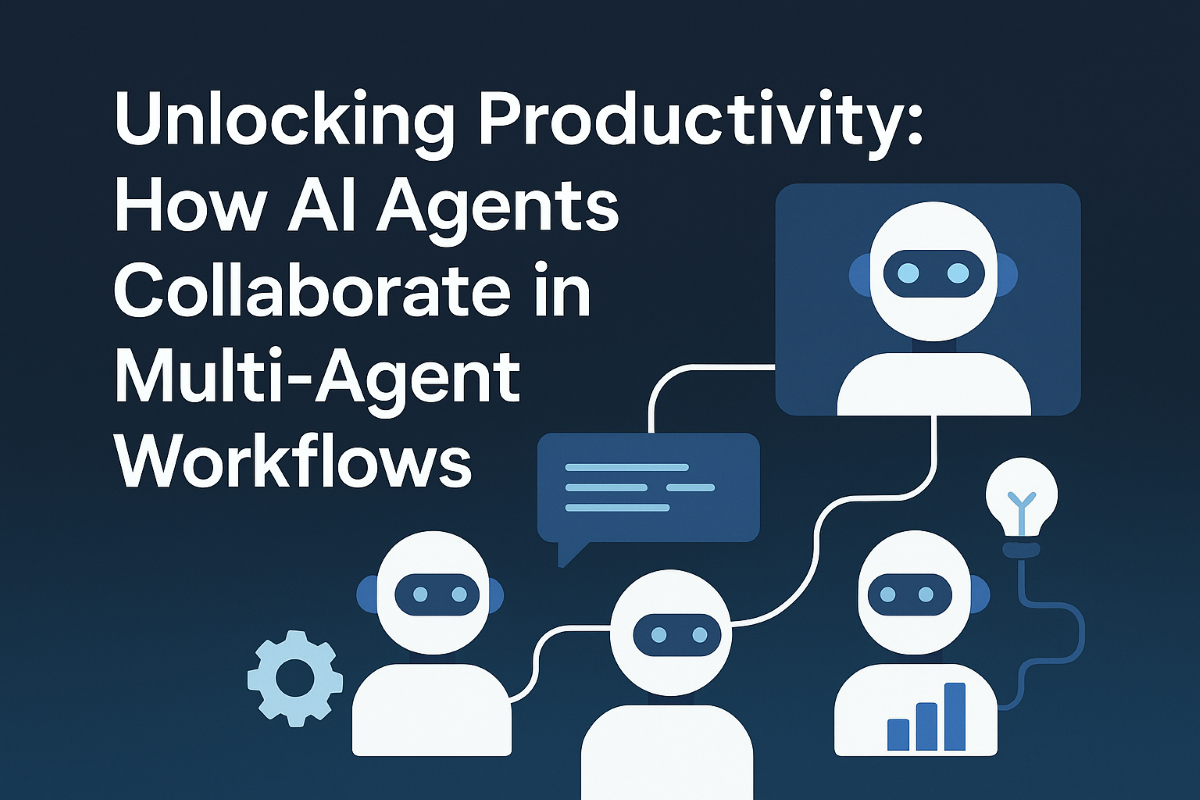 Unlocking Productivity:
How AI Agents
Collaborate in
Multi-Agent
Workflows